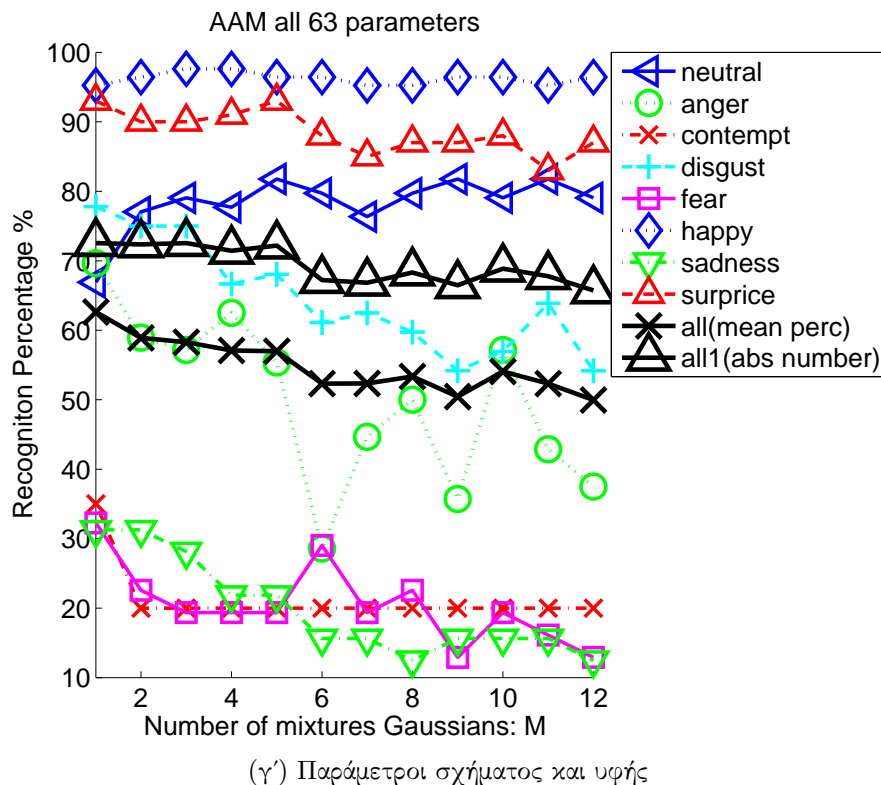 AAM all 63 parameters
Recogniton Percentage %
100
90
80
70
60
50
40
30
20
10
2
4
6
8
10
12
Number of mixtures Gaussians: M
neutral
anger
contempt
disgust
fear
happy
sadness
surprice
all(mean perc)
all1(abs number)
(γ′) Παράμετροι σχήματος και υφής